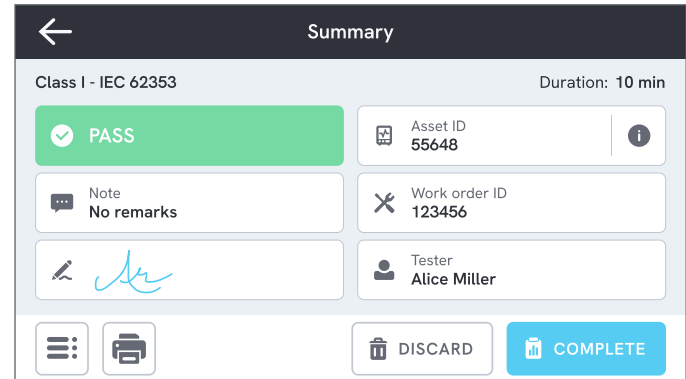 Summary
Class I - IEC 62353
Duration: 10 min
PASS
Asset ID
55648
Note
No remarks
Work order ID
123456
Tester
Alice Miller
DISCARD
COMPLETE